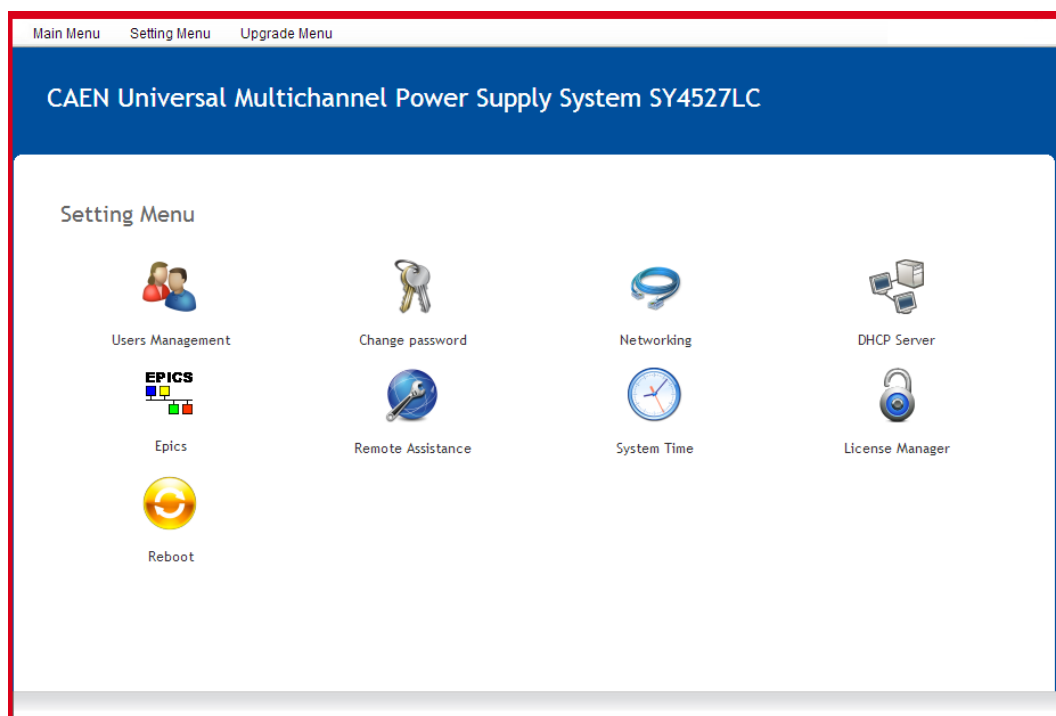 Main Menu Setting Menu Upgrade Menu
CAEN Universal Multichannel Power Supply System SY4527LC
Setting Menu
Users Management Change password Networking DHCP Server
EPICS
Epics Remote Assistance System Time License Manager
Reboot